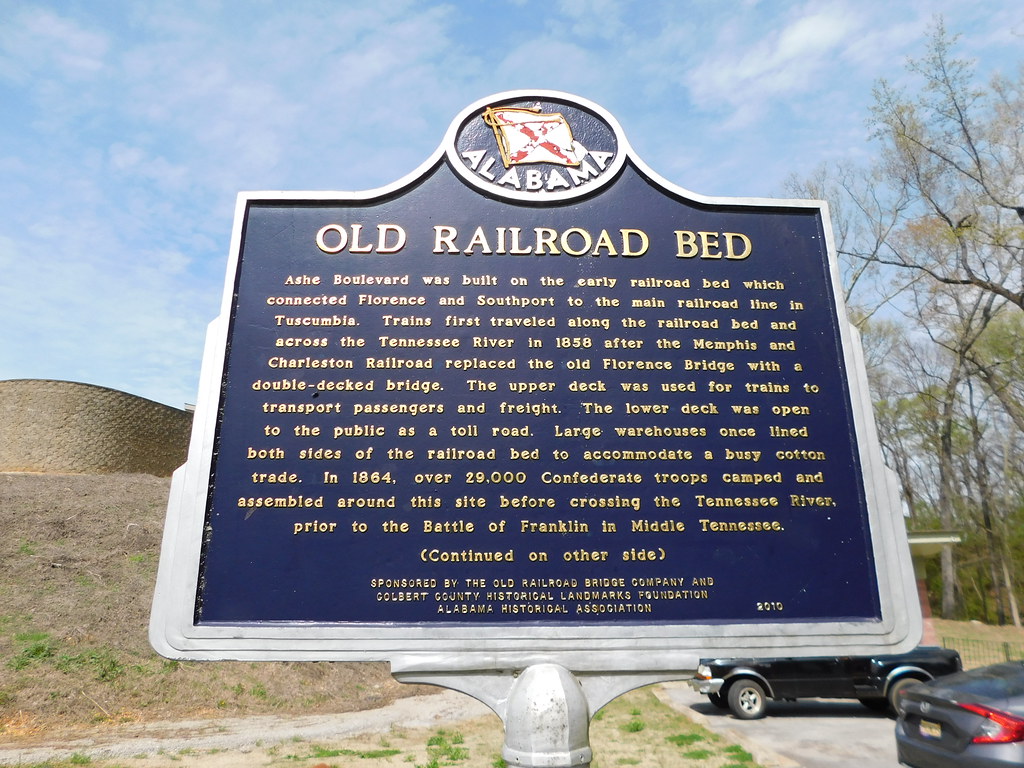 ALABAMA
OLD RAILROAD BED
Ashe Boulevard was built on the early railroad bed which
connected Florence and Southport to the main railroad line in
Tuscumbia. Trains first traveled along the railroad bed and
across the Tennessee River in 1858 after the Memphis and
Charleston Railroad replaced the old Florence Bridge with a
double-decked bridge. The upper deck was used for trains to
transport passengers and freight. The lower deck was open
to the public as a toll road. Large warehouses once lined
both sides of the railroad bed to accommodate a busy cotton
trade. In 1864, over 29,000 Confederate troops camped and
assembled around this site before crossing the Tennessee River,
prior to the Battle of Franklin in Middle Tennessee.
(Continued on other side)
SPONSORED BY THE OLD RAILROAD BRIDGE COMPANY AND
COLBERT COUNTY HISTORICAL LANDMARKS FOUNDATION
ALABAMA HISTORICAL ASSOCIATION 2010